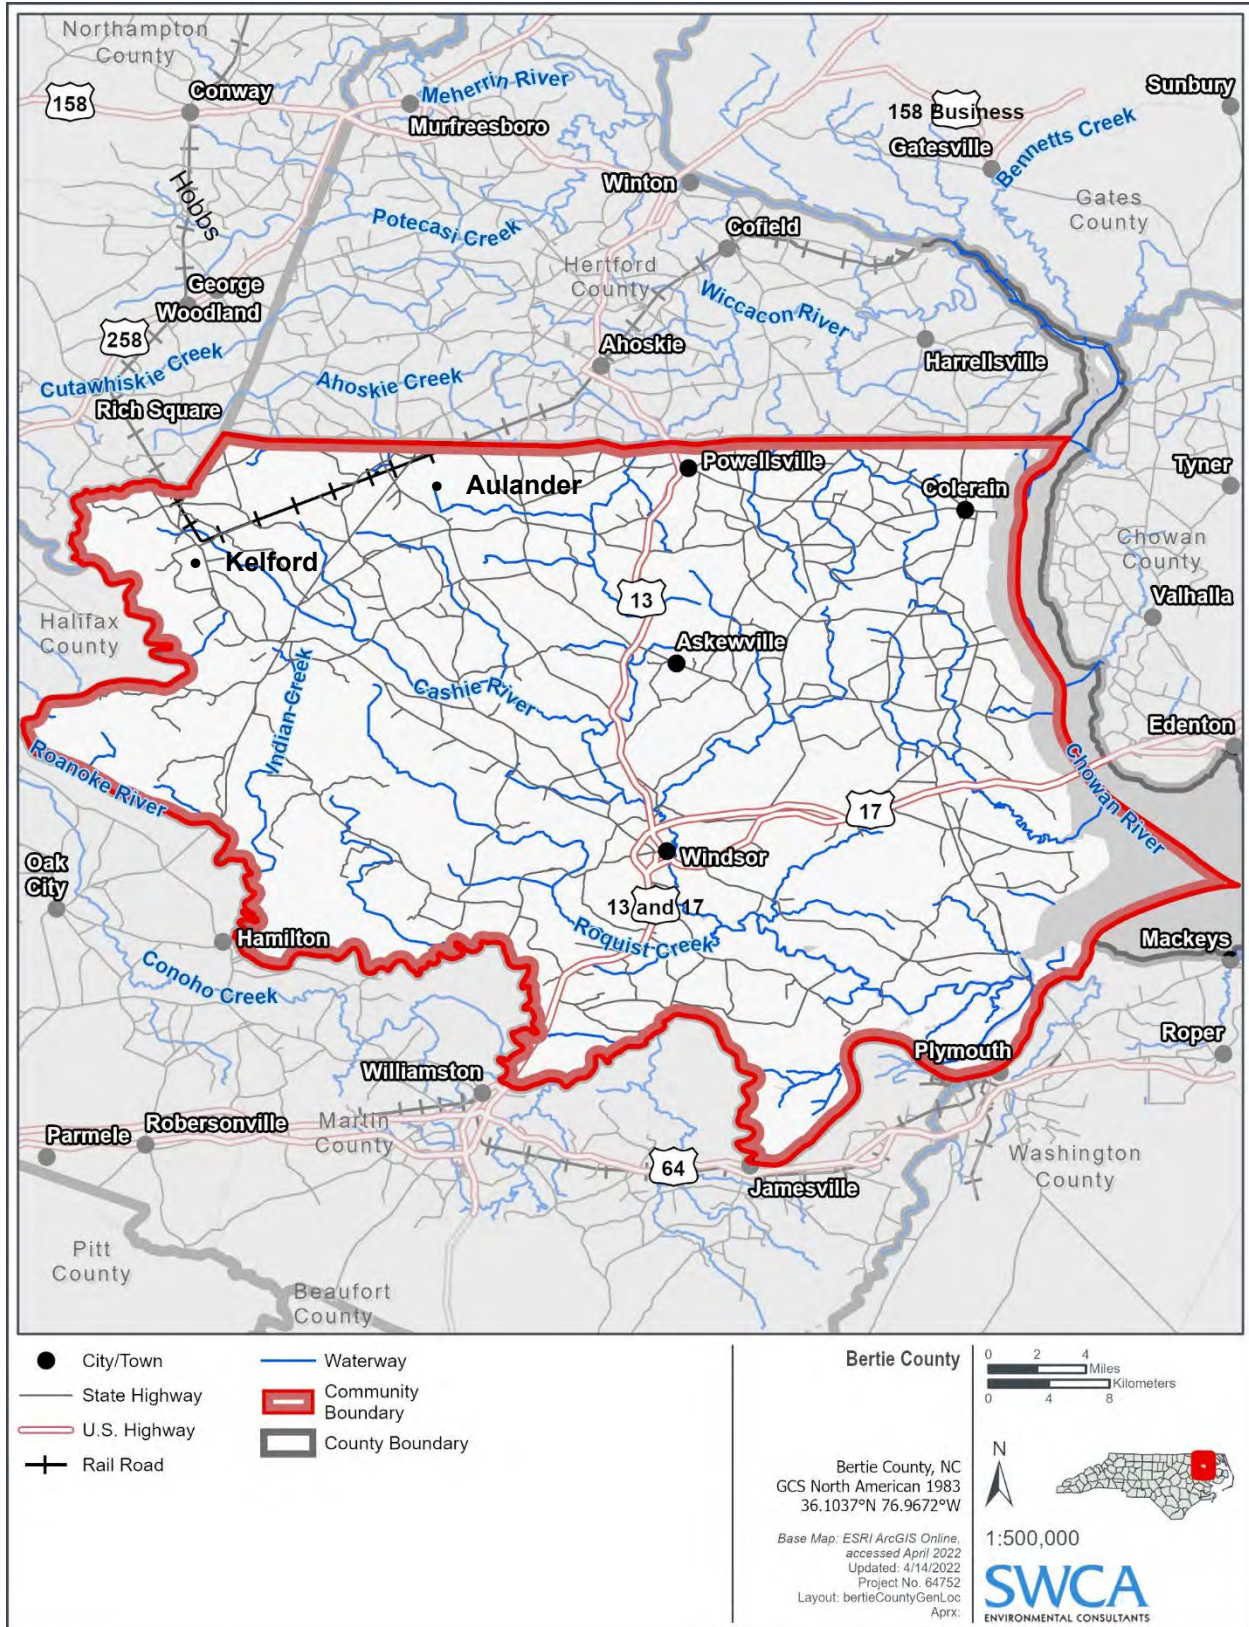 Northampton
County
158
Conway
Meherrin River
Murfreesboro
158 Business
Sunbury
Gatesville
Bennetts Creek
Hobbs
Winton
Gates
County
Potecasi Creek
Cofield
Hertford
County
George
Woodland
Wiccacon River
258
Ahoskie
Harrellsville
Cutawhiskie Creek
Ahoskie Creek
Rich Square
Powellsville
Tyner
Aulander
Colerain
Chowan
County
Kelford
13
Valhalla
Halifax
County
Askewville
Indian Creek
Cashie River
Edenton
Roanoke River
Chowan River
17
Windsor
Oak
City
13 and 17
Hamilton
Roquist Creek
Mackeys
Conoho Creek
Plymouth
Roper
Williamston
Martin
County
Robersonville
Parmele
64
Washington
County
Jamesville
Pitt
County
Beaufort
County
City/Town
State Highway
U.S. Highway
Rail Road
Waterway
Community
Boundary
County Boundary
Bertie County
Bertie County, NC
GCS North American 1983
36.1037°N 76.9672°W
Base Map: ESRI ArcGIS Online,
accessed April 2022
Updated: 4/14/2022
Project No. 64752
Layout: bertieCountyGenLoc
Aprx:
0 2 4
Miles
Kilometers
0 4 8
N
1:500,000
SWCA
ENVIRONMENTAL CONSULTANTS